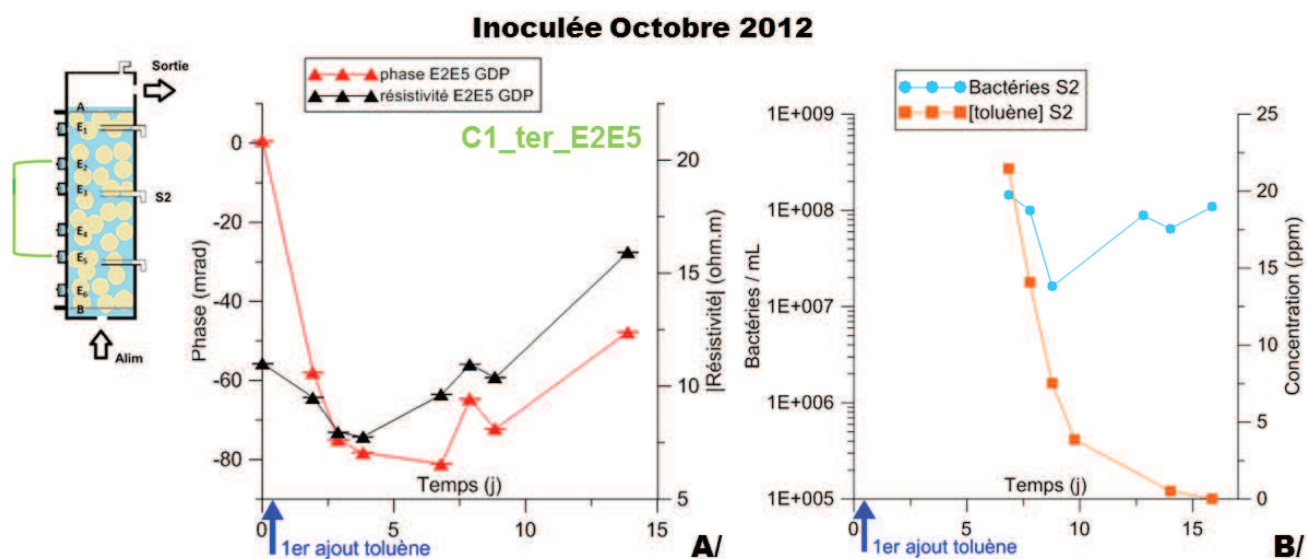 Inoculée Octobre 2012
Sortie
A
E1
E2
E3
S2
E4
E5
E6
B
Alim
phase E2E5 GDP
résistivité E2E5 GDP
C1_ter_E2E5
Phase (mrad)
0
-20
-40
-60
-80
|Résistivité| (ohm.m)
20
15
10
5
Temps (j)
0
5
10
15
1er ajout toluène
A/
Bactéries S2
[toluène] S2
Bactéries / mL
1E+009
1E+008
1E+007
1E+006
1E+005
Concentration (ppm)
25
20
15
10
5
0
Temps (j)
0
5
10
15
1er ajout toluène
B/